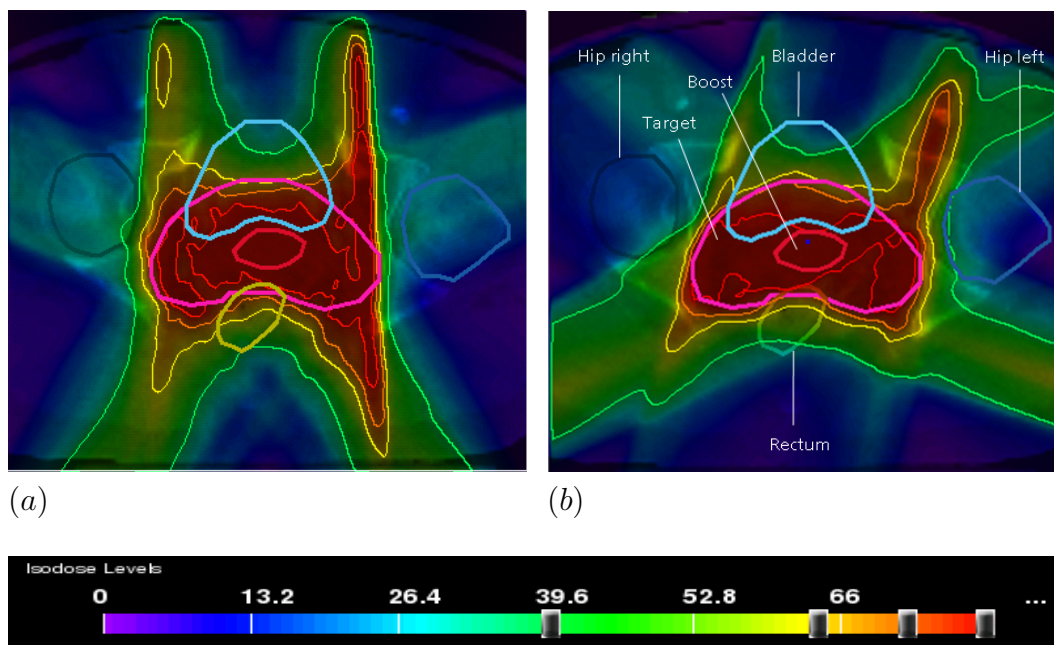 Hip right
Bladder
Hip left
Boost
Target
Rectum
(a)
(b)
Isodose Levels
0 13.2 26.4 39.6 52.8 66 ...